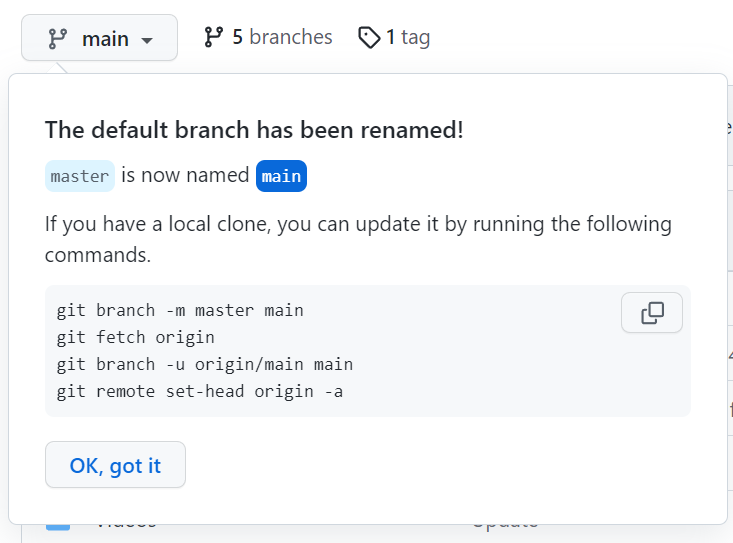 main
5 branches
1 tag
The default branch has been renamed!
master is now named main
If you have a local clone, you can update it by running the following
commands.
git branch -m master main
git fetch origin
git branch -u origin/main main
git remote set-head origin -a
OK, got it